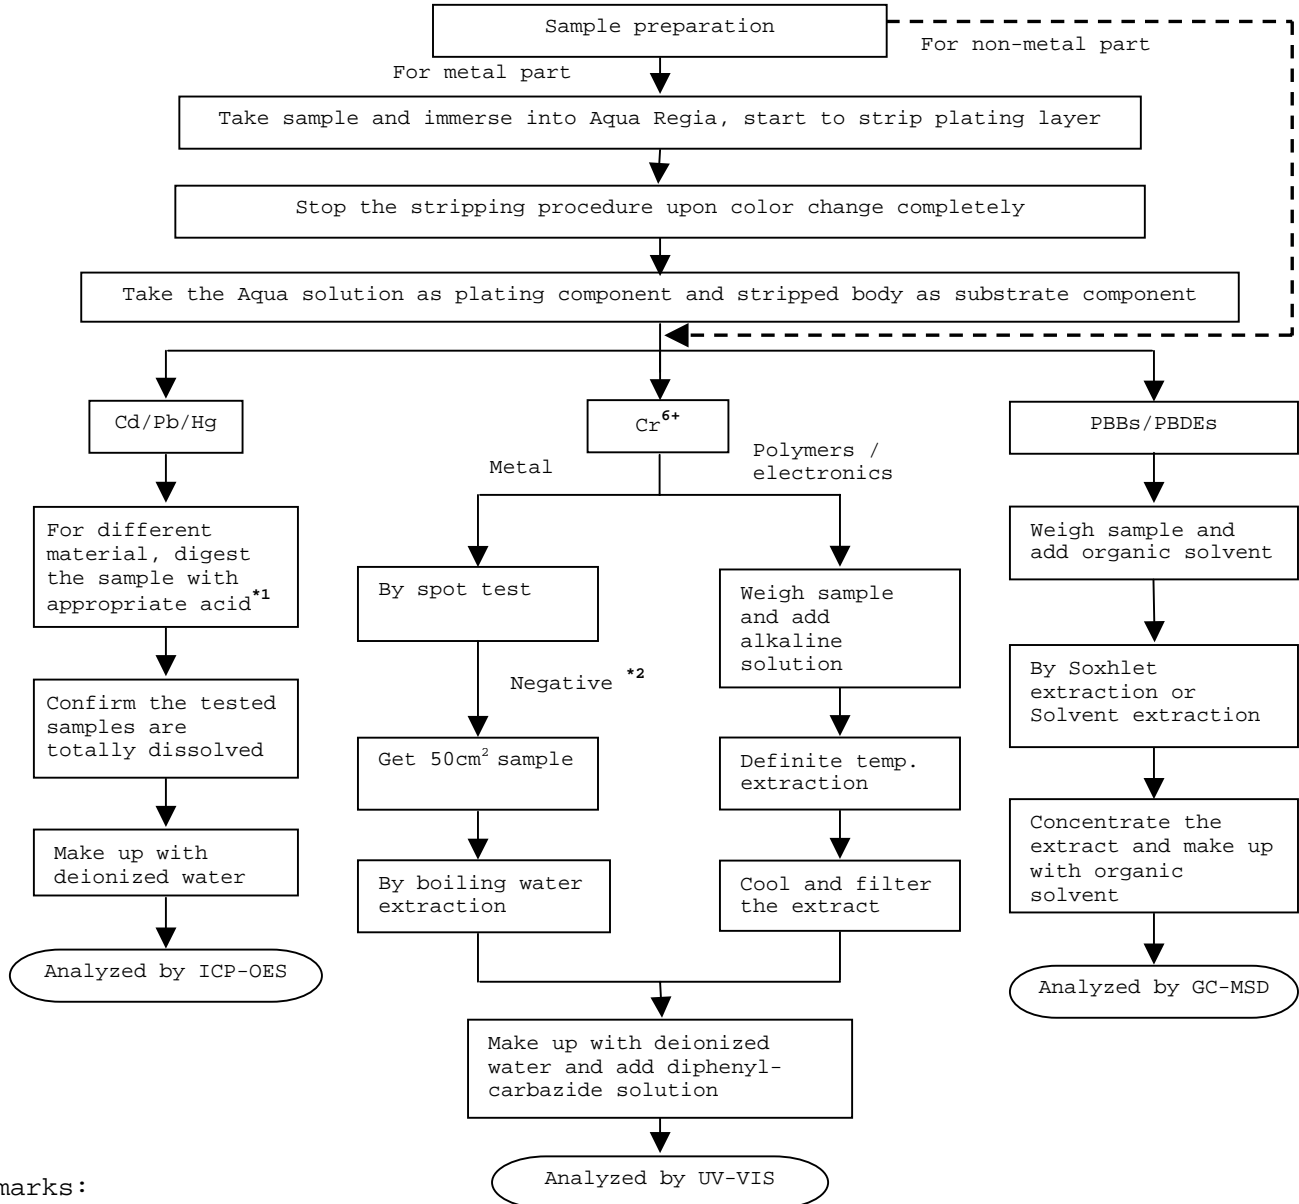 Sample preparation
For non-metal part
For metal part
Take sample and immerse into Aqua Regia, start to strip plating layer
Stop the stripping procedure upon color change completely
Take the Aqua solution as plating component and stripped body as substrate component
Cd/Pb/Hg
Cr6+
PBBs/PBDEs
Metal
Polymers /
electronics
For different
material, digest
the sample with
appropriate acid*1
Confirm the tested
samples are
totally dissolved
Make up with
deionized water
Analyzed by ICP-OES
By spot test
Negative *2
Get 50cm2 sample
By boiling water
extraction
Weigh sample
and add
alkaline
solution
Definite temp.
extraction
Cool and filter
the extract
Make up with deionized
water and add diphenyl-
carbazide solution
Analyzed by UV-VIS
Weigh sample and
add organic solvent
By Soxhlet
extraction or
Solvent extraction
Concentrate the
extract and make up
with organic
solvent
Analyzed by GC-MSD
marks: